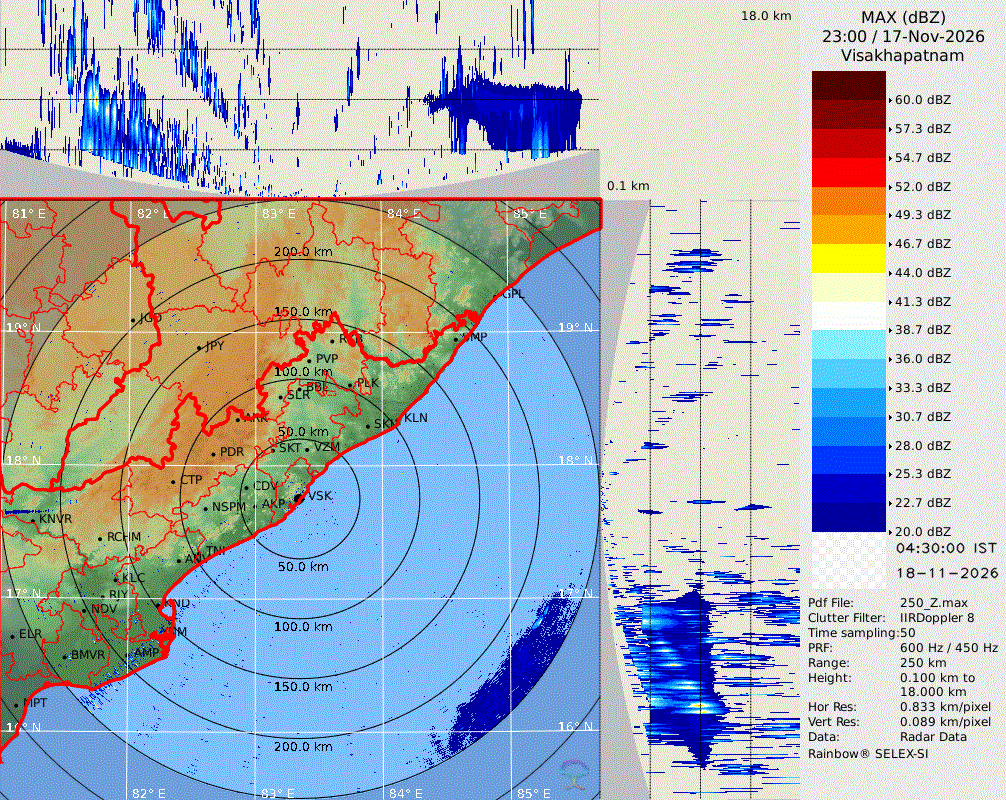 18.0 km
0.1 km
MAX (dBZ)
23:00 / 17-Nov-2026
Visakhapatnam
60.0 dBZ
57.3 dBZ
54.7 dBZ
52.0 dBZ
49.3 dBZ
46.7 dBZ
44.0 dBZ
41.3 dBZ
38.7 dBZ
36.0 dBZ
33.3 dBZ
30.7 dBZ
28.0 dBZ
25.3 dBZ
22.7 dBZ
20.0 dBZ
04:30:00 IST
18-11-2026
Pdf File: 250_Z.max
Clutter Filter: IIRDoppler 8
Time sampling:50
PRF: 600 Hz / 450 Hz
Range: 250 km
Height: 0.100 km to
18.000 km
Hor Res: 0.833 km/pixel
Vert Res: 0.089 km/pixel
Data: Radar Data
Rainbow® SELEX-SI
81° E
82° E
83° E
84° E
85° E
200.0 km
GPL
150.0 km
JGD
19° N
19° N
JPY
PVP
100.0 km
PLK
SLR
KLN
50.0 km
SKT
VZM
PDR
18° N
18° N
CTP
CDV
VSK
NSPM
AKP
KNVR
RCHM
50.0 km
KLC
RJY
17° N
NDV
100.0 km
ELR
BMVR
AMP
150.0 km
16° N
16° N
200.0 km
82° E
83° E
84° E
85° E